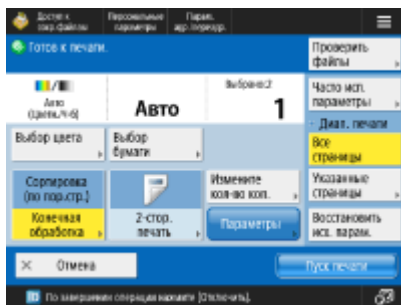 Доступ к
сохр.файлам
Персональные
параметры
Парам.
адр./перезагр.
Готов к печати.
Проверить
файлы
Авто
(Цветн./Ч-б)
Авто
Выбрано:2
1
Часто исп.
параметры
Диап. печати
Выбор цвета
Выбор
бумаги
Все
страницы
Сортировка
(по пор.стр.)
Измените
кол-во коп.
Указанные
страницы
Конечная
обработка
2-стор.
печать
Параметры
Восстановить
исх. парам.
× Отмена
Пуск печати
По завершении операции нажмите [Отключить].